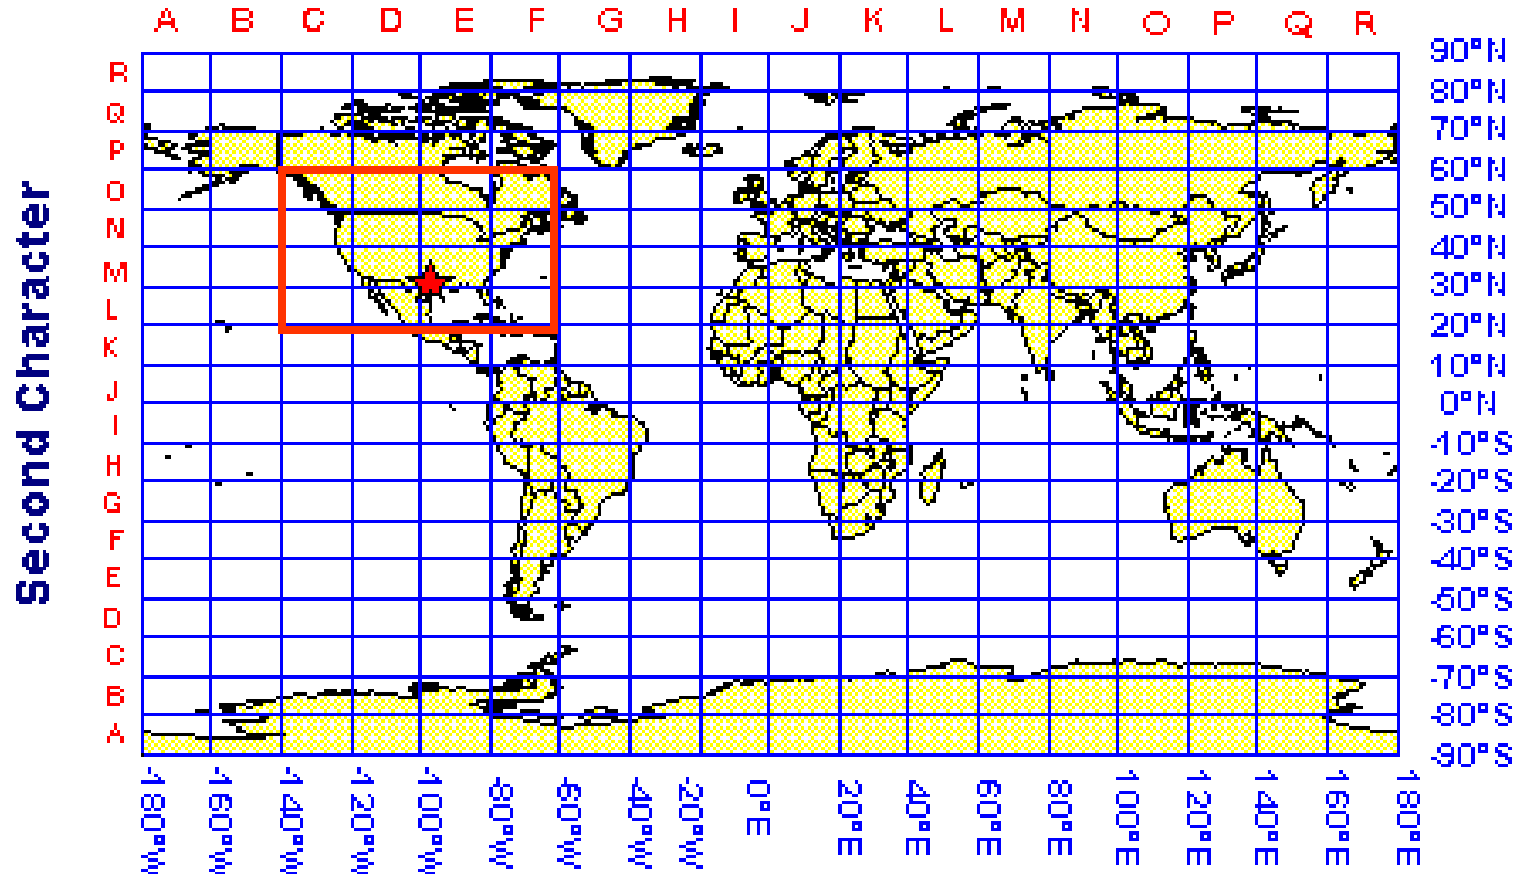 A B C D E F G H I J K L M N O P Q R
90°N
R
80°N
Q
70°N
P
60°N
O
50°N
N
40°N
M
30°N
L
20°N
K
10°N
J
0°N
I
-10°S
H
-20°S
G
-30°S
F
-40°S
E
-50°S
D
-60°S
C
-70°S
B
-80°S
A
-90°S
Second Character
-180°W -160°W -140°W -120°W -100°W -80°W -60°W -40°W -20°W 0°E 20°E 40°E 60°E 80°E 100°E 120°E 140°E 160°E 180°E